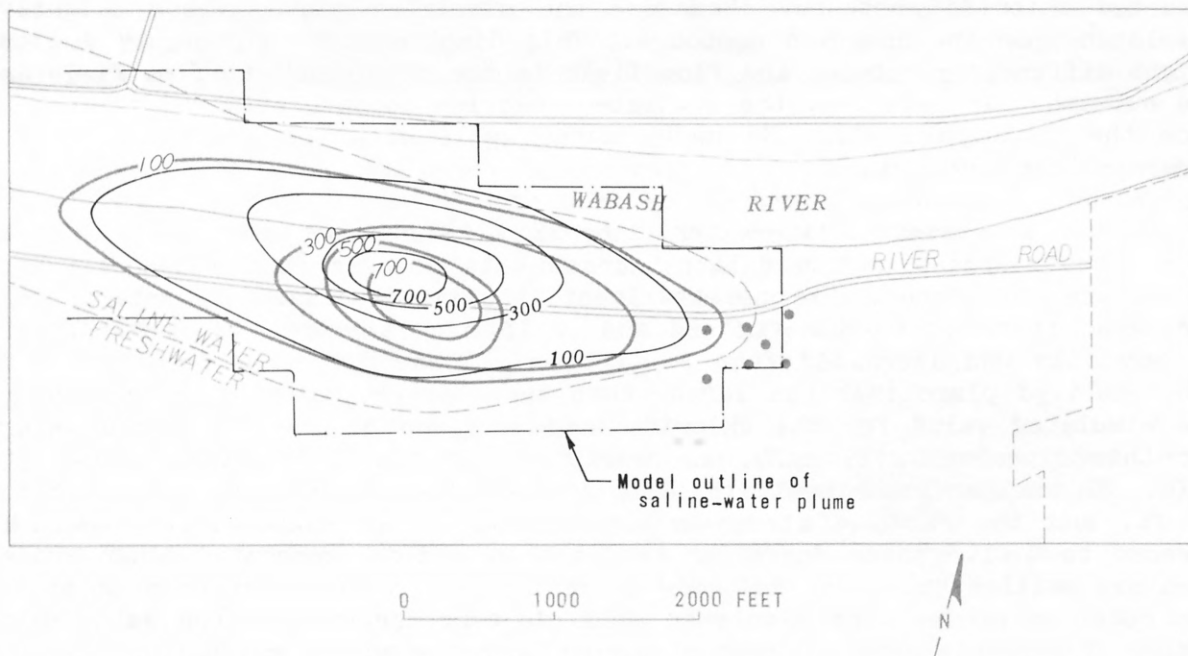 100
WABASH RIVER
300
500
700
RIVER ROAD
700
500
300
SALINE WATER
FRESHWATER
100
Model outline of
saline-water plume
0 1000 2000 FEET
N